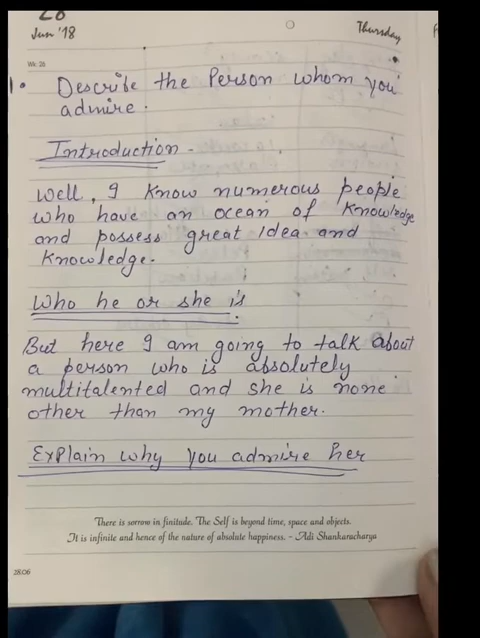 28
Jun '18
Thursday
Wk. 26
1. Describe the Person whom you
admire.
Introduction -
Well, I know numerous people
who have an ocean of Knowledge
and possess great Idea and
Knowledge.
Who he or she is
But here I am going to talk about
a person who is absolutely
multitalented and she is none
other than my mother.
Explain why you admire her
There is sorrow in finitude. The Self is beyond time, space and objects.
It is infinite and hence of the nature of absolute happiness. - Adi Shankaracharya
28.06